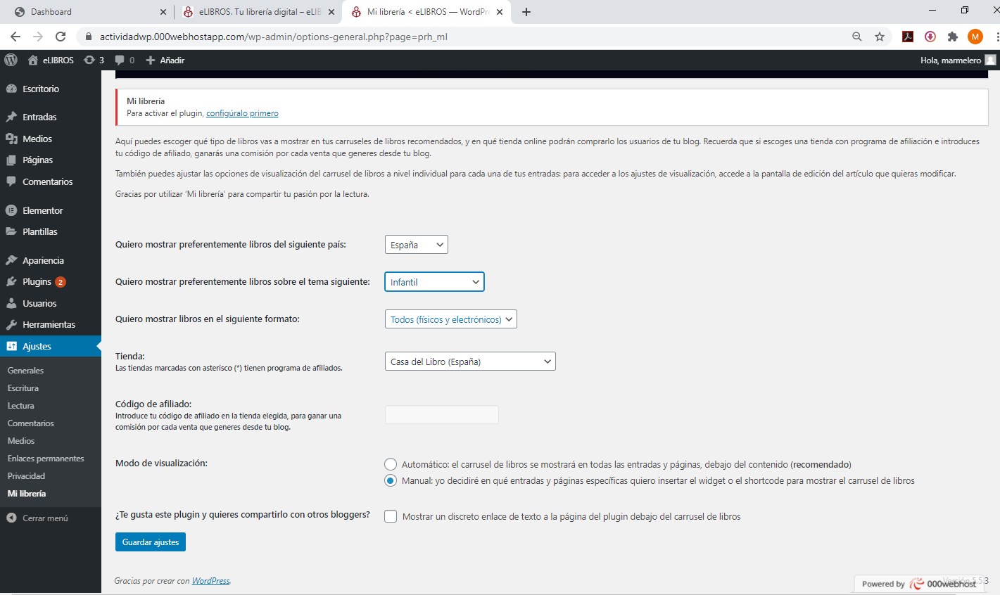 Dashboard
eLIBROS. Tu librería digital – eLIB
Mi librería < eLIBROS — WordPre
actividadwp.000webhostapp.com/wp-admin/options-general.php?page=prh_ml
M
eLIBROS
3
0
Añadir
Hola, marmelero
Escritorio
Entradas
Medios
Páginas
Comentarios
Elementor
Plantillas
Apariencia
Plugins 2
Usuarios
Herramientas
Ajustes
Generales
Escritura
Lectura
Comentarios
Medios
Enlaces permanentes
Privacidad
Mi librería
Cerrar menú
Mi librería
Para activar el plugin, configúralo primero
Aquí puedes escoger qué tipo de libros vas a mostrar en tus carruseles de libros recomendados, y en qué tienda online podrán comprarlo los usuarios de tu blog. Recuerda que si escoges una tienda con programa de afiliación e introduces
tu código de afiliado, ganarás una comisión por cada venta que generes desde tu blog.
También puedes ajustar las opciones de visualización del carrusel de libros a nivel individual para cada una de tus entradas: para acceder a los ajustes de visualización, accede a la pantalla de edición del artículo que quieras modificar.
Gracias por utilizar 'Mi librería' para compartir tu pasión por la lectura.
Quiero mostrar preferentemente libros del siguiente país:
España
Quiero mostrar preferentemente libros sobre el tema siguiente:
Infantil
Quiero mostrar libros en el siguiente formato:
Todos (físicos y electrónicos)
Tienda:
Las tiendas marcadas con asterisco (*) tienen programa de afiliados.
Casa del Libro (España)
Código de afiliado:
Introduce tu código de afiliado en la tienda elegida, para ganar una
comisión por cada venta que generes desde tu blog.
Modo de visualización:
Automático: el carrusel de libros se mostrará en todas las entradas y páginas, debajo del contenido (recomendado)
Manual: yo decidiré en qué entradas y páginas específicas quiero insertar el widget o el shortcode para mostrar el carrusel de libros
¿Te gusta este plugin y quieres compartirlo con otros bloggers?
Mostrar un discreto enlace de texto a la página del plugin debajo del carrusel de libros
Guardar ajustes
Gracias por crear con WordPress.
Versión 5.5.3
Powered by 000webhost